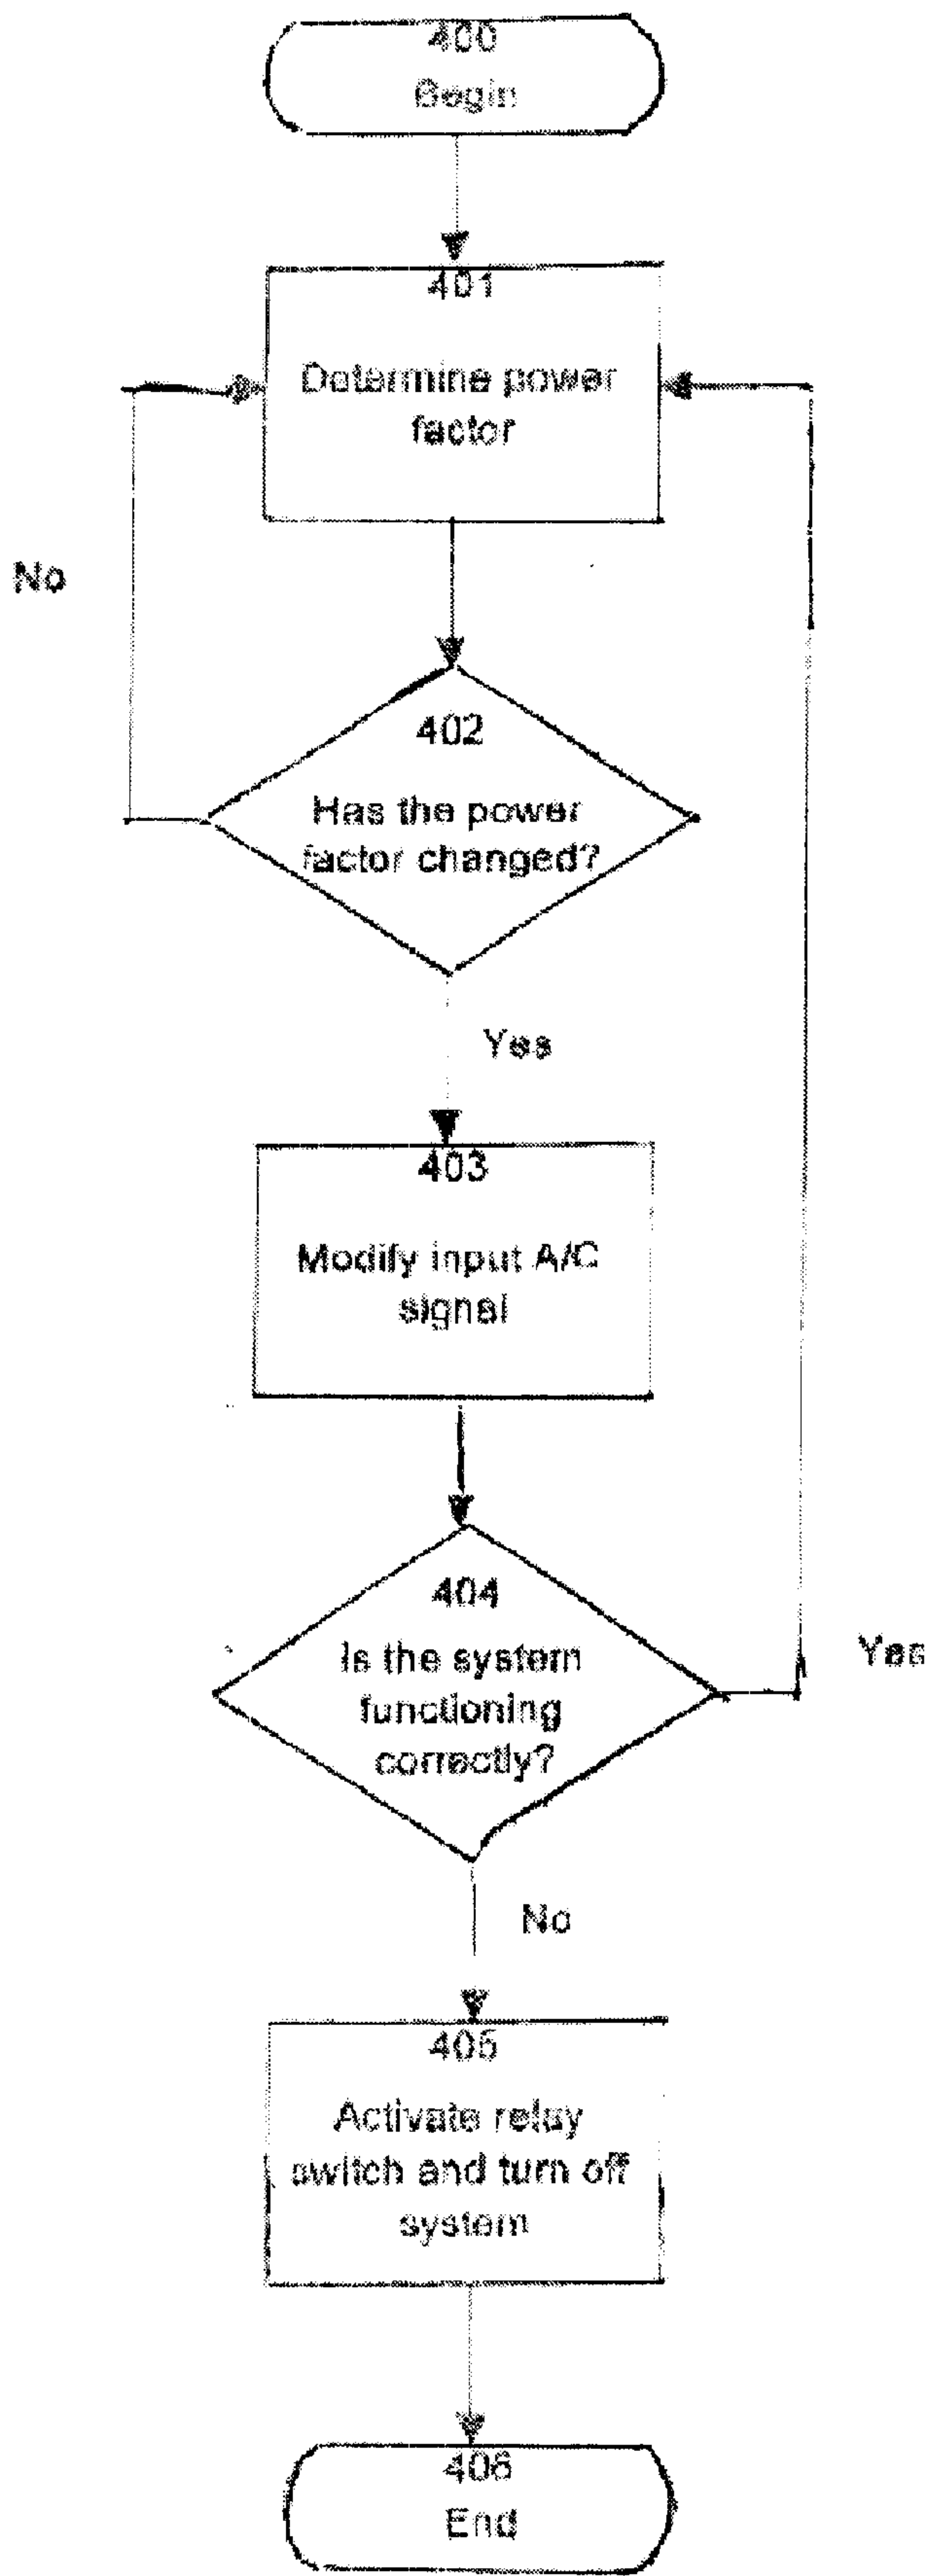 400
Begin
401
Determine power
factor
No
402
Has the power
factor changed?
Yes
403
Modify input A/C
signal
404
Is the system
functioning
correctly?
Yes
No
405
Activate relay
switch and turn off
system
406
End